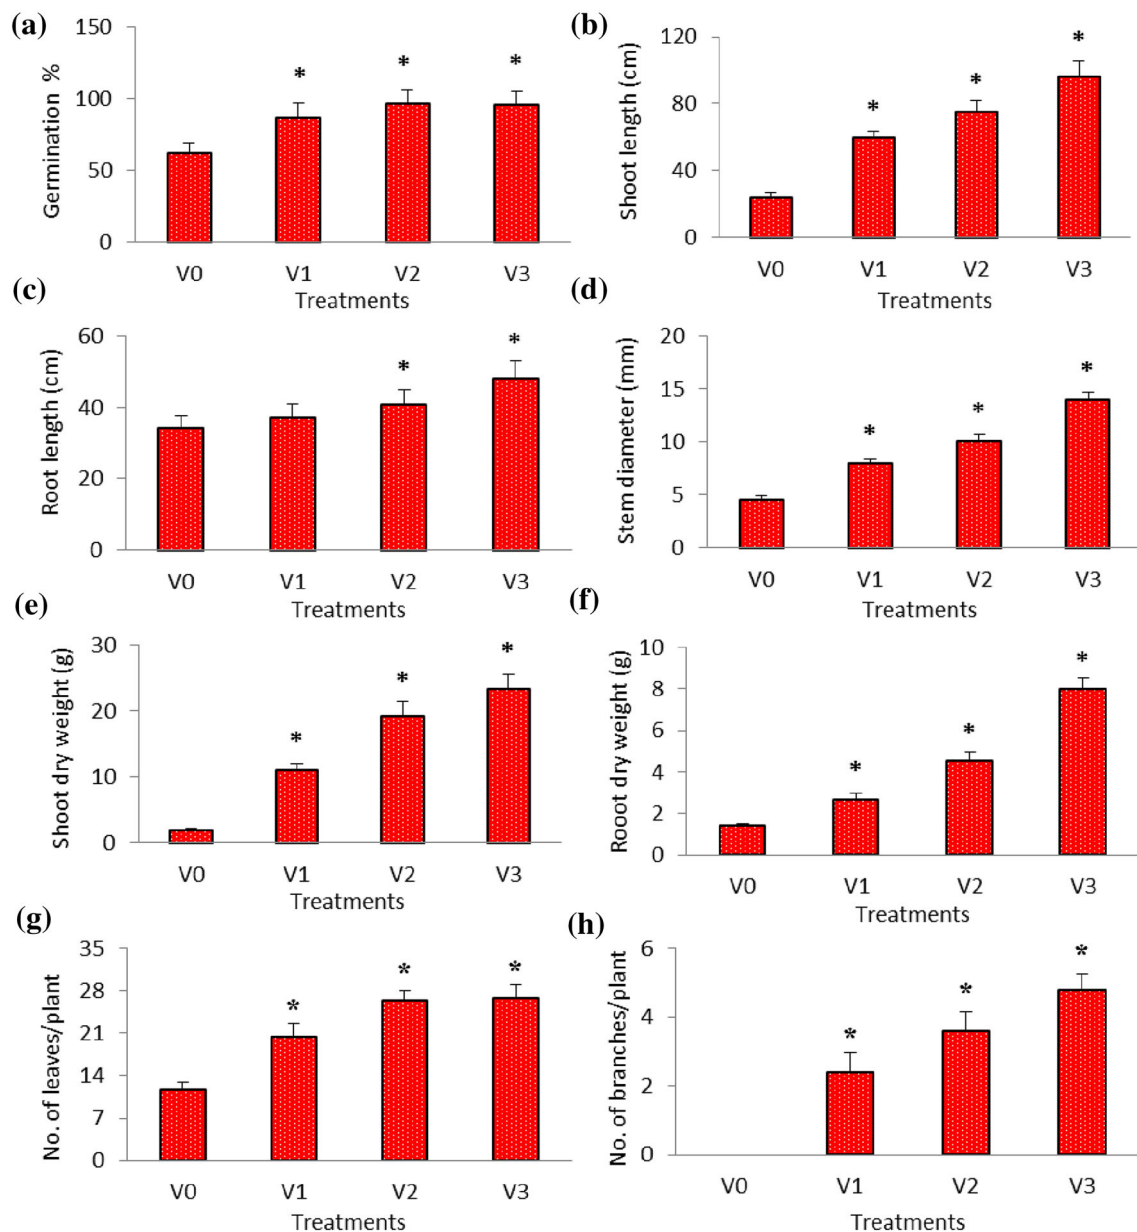 (a)
Germination %
150
100
50
0
* * *
V0 V1 V2 V3
Treatments
(b)
Shoot length (cm)
120
80
40
0
* * *
V0 V1 V2 V3
Treatments
(c)
Root length (cm)
60
40
20
0
* *
V0 V1 V2 V3
Treatments
(d)
Stem diameter (mm)
20
15
10
5
0
* * *
V0 V1 V2 V3
Treatments
(e)
Shoot dry weight (g)
30
20
10
0
* * *
V0 V1 V2 V3
Treatments
(f)
Rooot dry weight (g)
10
8
6
4
2
0
* * *
V0 V1 V2 V3
Treatments
(g)
No. of leaves/plant
35
28
21
14
7
0
* * *
V0 V1 V2 V3
Treatments
(h)
No. of branches/plant
6
4
2
0
* * *
V0 V1 V2 V3
Treatments